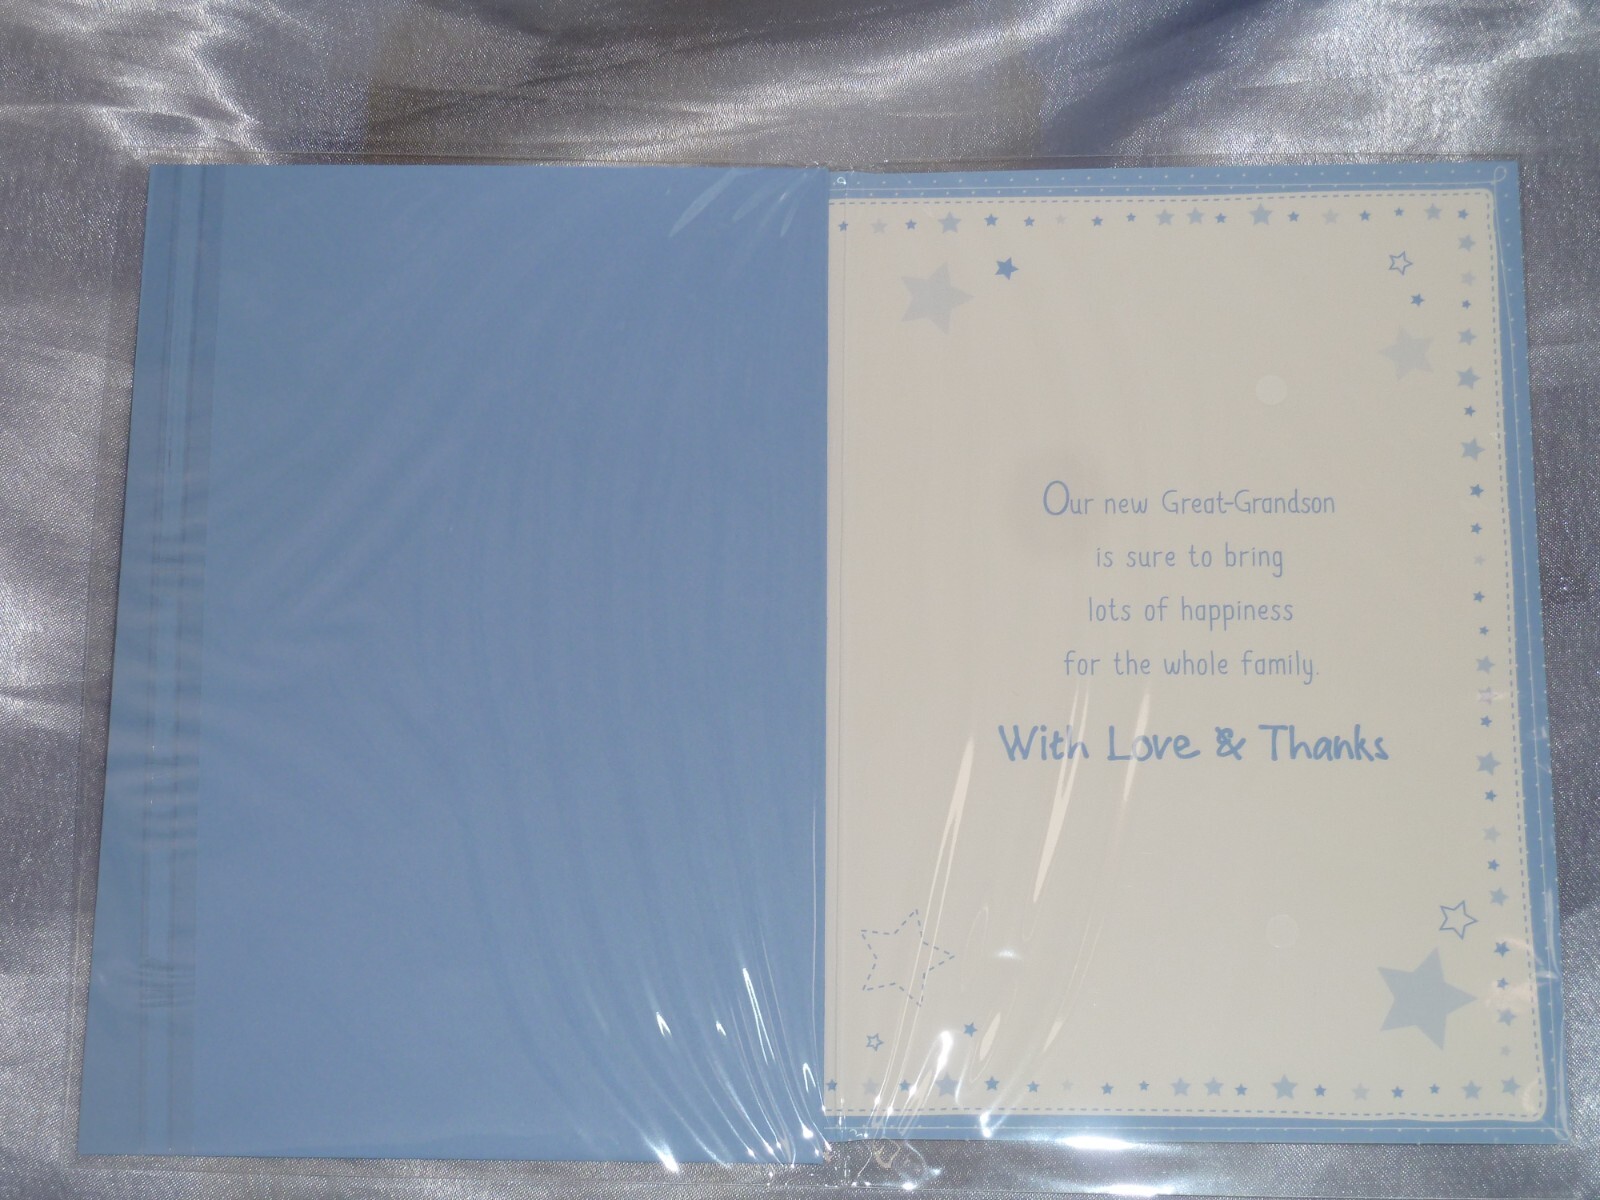 Our new Great-Grandson
is sure to bring
lots of happiness
for the whole family.
With Love & Thanks